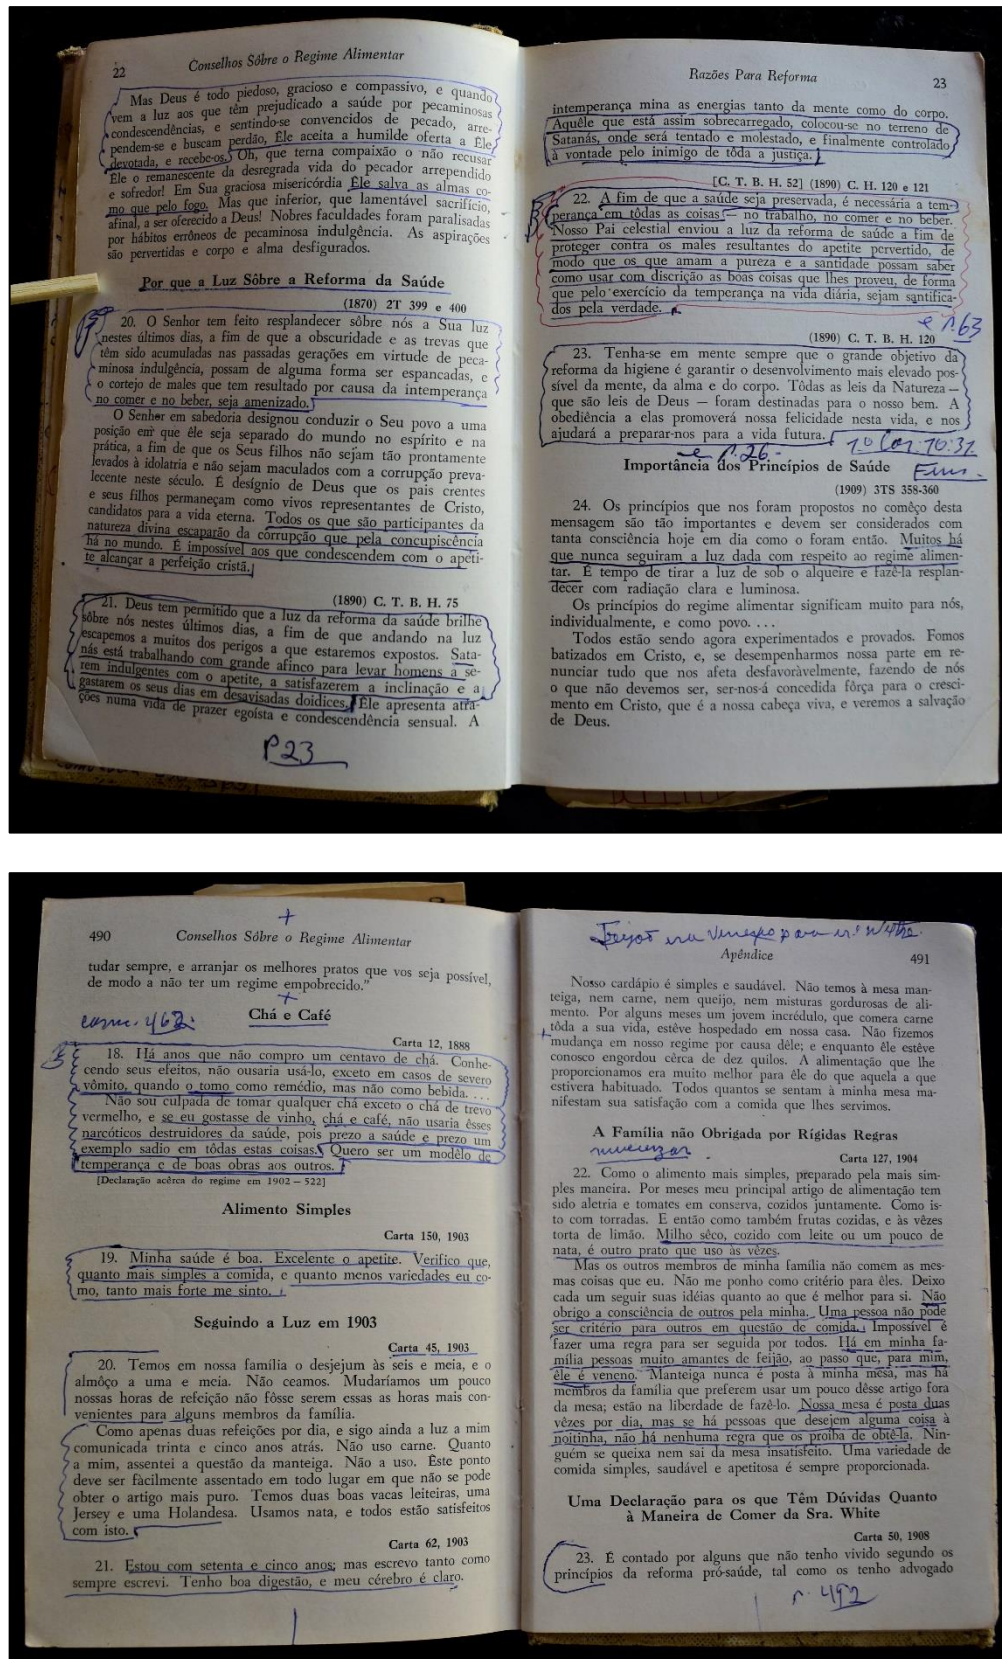 22
Conselhos Sôbre o Regime Alimentar
Mas Deus é todo piedoso, gracioso e compassivo, e quando
vem a luz aos que têm prejudicado a saúde por pecaminosas
condescendências, e sentindo-se convencidos de pecado, arre-
pendem-se e buscam perdão, Êle aceita a humilde oferta a Êle
devotada, e recebe-os. Oh, que terna compaixão o não recusar
Êle o remanescente da desregrada vida do pecador arrependido
e sofredor! Em Sua graciosa misericórdia Êle salva as almas co-
mo que pelo fogo. Mas que inferior, que lamentável sacrifício,
afinal, a ser oferecido a Deus! Nobres faculdades foram paralisadas
por hábitos errôneos de pecaminosa indulgência. As aspirações
são pervertidas e corpo e alma desfigurados.
Por que a Luz Sôbre a Reforma da Saúde
(1870) 2T 399 e 400
20. O Senhor tem feito resplandecer sôbre nós a Sua luz
nestes últimos dias, a fim de que a obscuridade e as trevas que
têm sido acumuladas nas passadas gerações em virtude de peca-
minosa indulgência, possam de alguma forma ser espancadas, e
o cortejo de males que tem resultado por causa da intemperança
no comer e no beber, seja amenizado.
O Senhor em sabedoria designou conduzir o Seu povo a uma
posição em que êle seja separado do mundo no espírito e na
prática, a fim de que os Seus filhos não sejam tão prontamente
levados à idolatria e não sejam maculados com a corrupção preva-
lecente neste século. É desígnio de Deus que os pais crentes
e seus filhos permaneçam como vivos representantes de Cristo,
candidatos para a vida eterna. Todos os que são participantes da
natureza divina escaparão da corrupção que pela concupiscência
há no mundo. É impossível aos que condescendem com o apeti-
te alcançar a perfeição cristã.
(1890) C. T. B. H. 75
21. Deus tem permitido que a luz da reforma da saúde brilhe
sôbre nós nestes últimos dias, a fim de que andando na luz
escapemos a muitos dos perigos a que estaremos expostos. Sata-
nás está trabalhando com grande afinco para levar homens a se-
rem indulgentes com o apetite, a satisfazerem a inclinação e a
gastarem os seus dias em desavisadas doidices. Êle apresenta atra-
ções numa vida de prazer egoísta e condescendência sensual. A
P23
Razões Para Reforma
23
intemperança mina as energias tanto da mente como do corpo.
Aquêle que está assim sobrecarregado, colocou-se no terreno de
Satanás, onde será tentado e molestado, e finalmente controlado
à vontade pelo inimigo de tôda a justiça.
[C. T. B. H. 52] (1890) C. H. 120 e 121
22. A fim de que a saúde seja preservada, é necessária a tem-
perança em tôdas as coisas — no trabalho, no comer e no beber.
Nosso Pai celestial enviou a luz da reforma de saúde a fim de
proteger contra os males resultantes do apetite pervertido, de
modo que os que amam a pureza e a santidade possam saber
como usar com discrição as boas coisas que lhes proveu, de forma
que pelo exercício da temperança na vida diária, sejam santifica-
dos pela verdade.
e p.63
(1890) C. T. B. H. 120
23. Tenha-se em mente sempre que o grande objetivo da
reforma da higiene é garantir o desenvolvimento mais elevado pos-
sível da mente, da alma e do corpo. Tôdas as leis da Natureza —
que são leis de Deus — foram destinadas para o nosso bem. A
obediência a elas promoverá nossa felicidade nesta vida, e nos
ajudará a preparar-nos para a vida futura.
1º Cor. 10:31.
e p.26.
Importância dos Princípios de Saúde
(1909) 3TS 358-360
24. Os princípios que nos foram propostos no comêço desta
mensagem são tão importantes e devem ser considerados com
tanta consciência hoje em dia como o foram então. Muitos há
que nunca seguiram a luz dada com respeito ao regime alimen-
tar. É tempo de tirar a luz de sob o alqueire e fazê-la resplan-
decer com radiação clara e luminosa.
Os princípios do regime alimentar significam muito para nós,
individualmente, e como povo. . . .
Todos estão sendo agora experimentados e provados. Fomos
batizados em Cristo, e, se desempenharmos nossa parte em re-
nunciar tudo que nos afeta desfavoràvelmente, fazendo de nós
o que não devemos ser, ser-nos-á concedida fôrça para o cresci-
mento em Cristo, que é a nossa cabeça viva, e veremos a salvação
de Deus.
490
Conselhos Sôbre o Regime Alimentar
tudar sempre, e arranjar os melhores pratos que vos seja possível,
de modo a não ter um regime empobrecido.”
carne. 462.
Chá e Café
Carta 12, 1888
18. Há anos que não compro um centavo de chá. Conhe-
cendo seus efeitos, não ousaria usá-lo, exceto em casos de severo
vômito, quando o tomo como remédio, mas não como bebida. . . .
Não sou culpada de tomar qualquer chá exceto o chá de trevo
vermelho, e se eu gostasse de vinho, chá e café, não usaria êsses
narcóticos destruidores da saúde, pois prezo a saúde e prezo um
exemplo sadio em tôdas estas coisas. Quero ser um modêlo de
temperança e de boas obras aos outros.
[Declaração acêrca do regime em 1902 – 522]
Alimento Simples
Carta 150, 1903
19. Minha saúde é boa. Excelente o apetite. Verifico que,
quanto mais simples a comida, e quanto menos variedades eu co-
mo, tanto mais forte me sinto.
Seguindo a Luz em 1903
Carta 45, 1903
20. Temos em nossa família o desjejum às seis e meia, e o
almôço a uma e meia. Não ceamos. Mudaríamos um pouco
nossas horas de refeição não fôsse serem essas as horas mais con-
venientes para alguns membros da família.
Como apenas duas refeições por dia, e sigo ainda a luz a mim
comunicada trinta e cinco anos atrás. Não uso carne. Quanto
a mim, assentei a questão da manteiga. Não a uso. Êste ponto
deve ser fàcilmente assentado em todo lugar em que não se pode
obter o artigo mais puro. Temos duas boas vacas leiteiras, uma
Jersey e uma Holandesa. Usamos nata, e todos estão satisfeitos
com isto.
Carta 62, 1903
21. Estou com setenta e cinco anos; mas escrevo tanto como
sempre escrevi. Tenho boa digestão, e meu cérebro é claro.
Feijão era para
Apêndice
491
Nosso cardápio é simples e saudável. Não temos à mesa man-
teiga, nem carne, nem queijo, nem misturas gordurosas de ali-
mento. Por alguns meses um jovem incrédulo, que comera carne
tôda a sua vida, estêve hospedado em nossa casa. Não fizemos
mudança em nosso regime por causa dêle; e enquanto êle estêve
conosco engordou cêrca de dez quilos. A alimentação que lhe
proporcionamos era muito melhor para êle do que aquela a que
estivera habituado. Todos quantos se sentam à minha mesa ma-
nifestam sua satisfação com a comida que lhes servimos.
A Família não Obrigada por Rígidas Regras
Carta 127, 1904
22. Como o alimento mais simples, preparado pela mais sim-
ples maneira. Por meses meu principal artigo de alimentação tem
sido aletria e tomates em conserva, cozidos juntamente. Como is-
to com torradas. E então como também frutas cozidas, e às vêzes
torta de limão. Milho sêco, cozido com leite ou um pouco de
nata, é outro prato que uso às vêzes.
Mas os outros membros de minha família não comem as mes-
mas coisas que eu. Não me ponho como critério para êles. Deixo
cada um seguir suas idéias quanto ao que é melhor para si. Não
obrigo a consciência de outros pela minha. Uma pessoa não pode
ser critério para outros em questão de comida. Impossível é
fazer uma regra para ser seguida por todos. Há em minha fa-
mília pessoas muito amantes de feijão, ao passo que, para mim,
êle é veneno. Manteiga nunca é posta à minha mesa, mas há
membros da família que preferem usar um pouco dêsse artigo fora
da mesa; estão na liberdade de fazê-lo. Nossa mesa é posta duas
vêzes por dia, mas se há pessoas que desejem alguma coisa à
noitinha, não há nenhuma regra que os proíba de obtê-la. Nin-
guém se queixa nem sai da mesa insatisfeito. Uma variedade de
comida simples, saudável e apetitosa é sempre proporcionada.
Uma Declaração para os que Têm Dúvidas Quanto
à Maneira de Comer da Sra. White
Carta 50, 1908
23. É contado por alguns que não tenho vivido segundo os
princípios da reforma pró-saúde, tal como os tenho advogado
p. 492